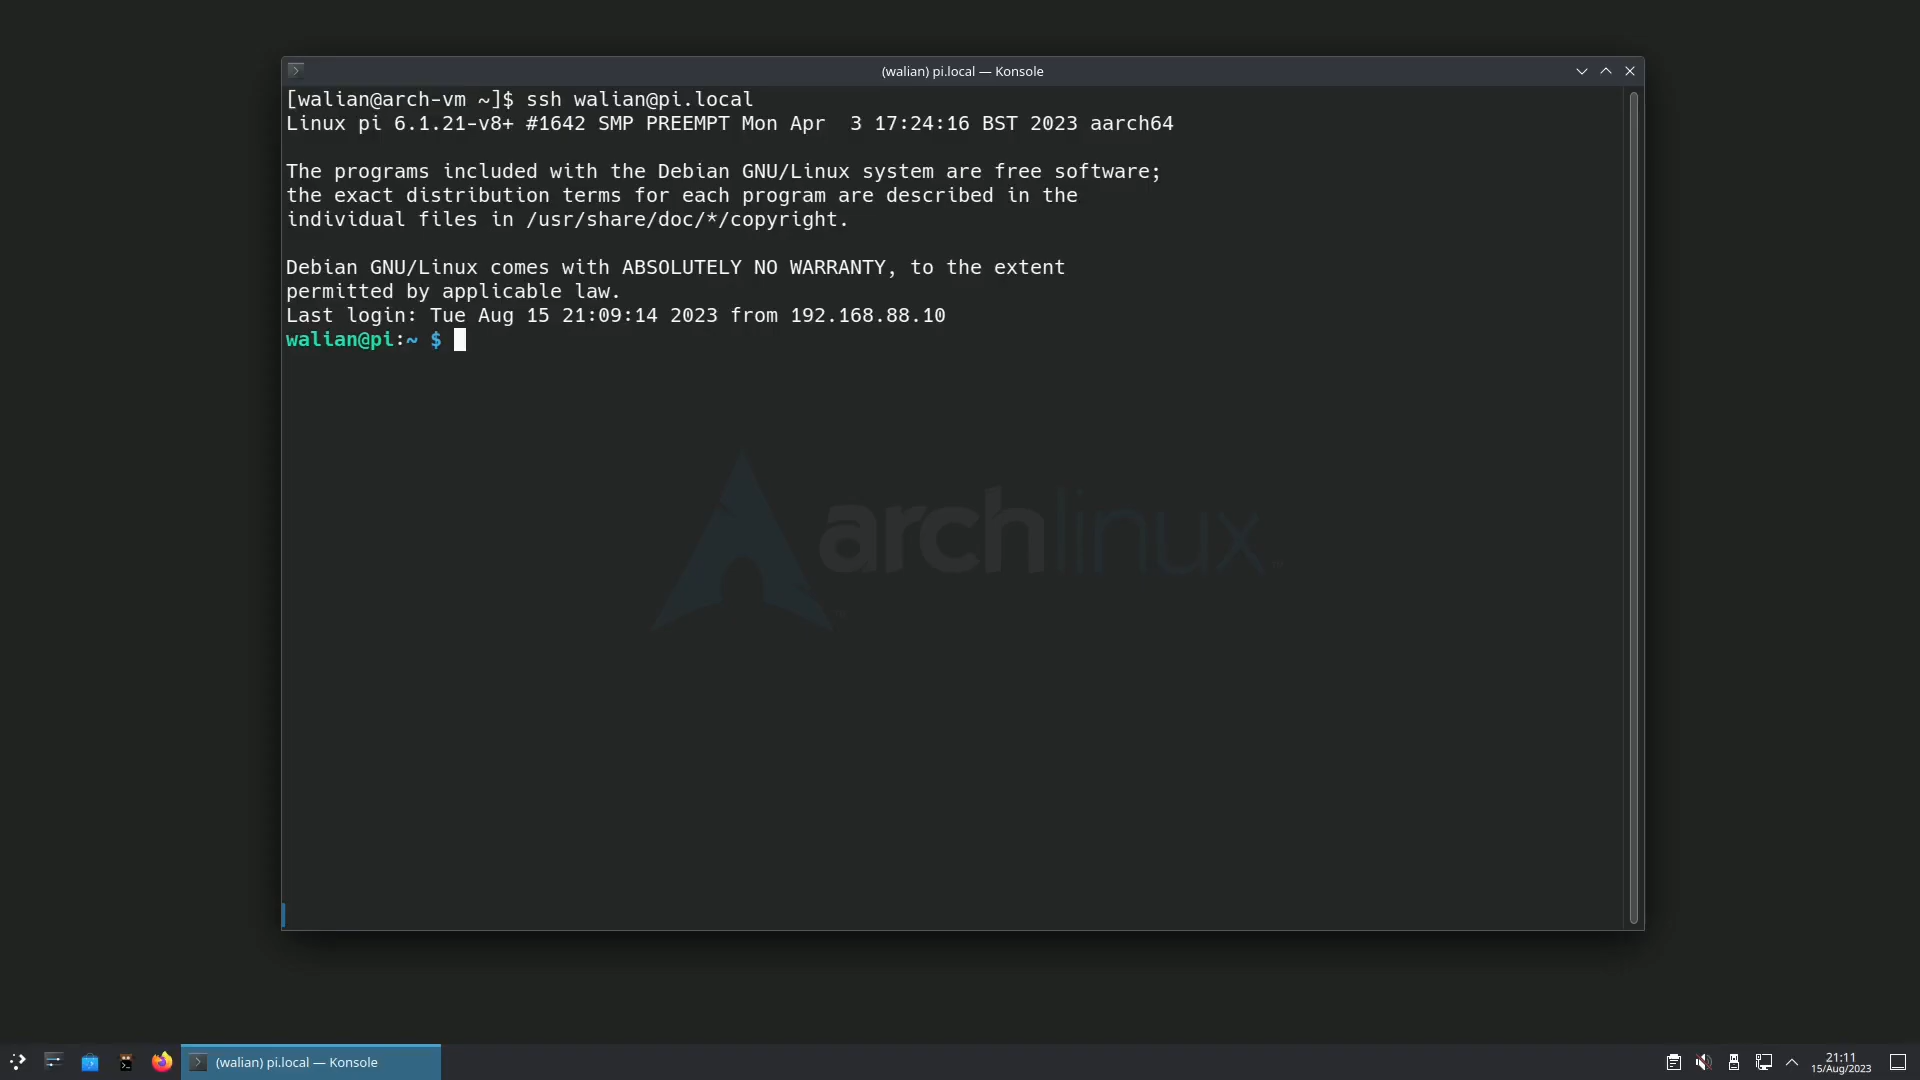 (walian) pi.local — Konsole
[walian@arch-vm ~]$ ssh walian@pi.local
Linux pi 6.1.21-v8+ #1642 SMP PREEMPT Mon Apr  3 17:24:16 BST 2023 aarch64
The programs included with the Debian GNU/Linux system are free software;
the exact distribution terms for each program are described in the
individual files in /usr/share/doc/*/copyright.
Debian GNU/Linux comes with ABSOLUTELY NO WARRANTY, to the extent
permitted by applicable law.
Last login: Tue Aug 15 21:09:14 2023 from 192.168.88.10
walian@pi:~ $
archlinux™
(walian) pi.local — Konsole
21:11
15/Aug/2023